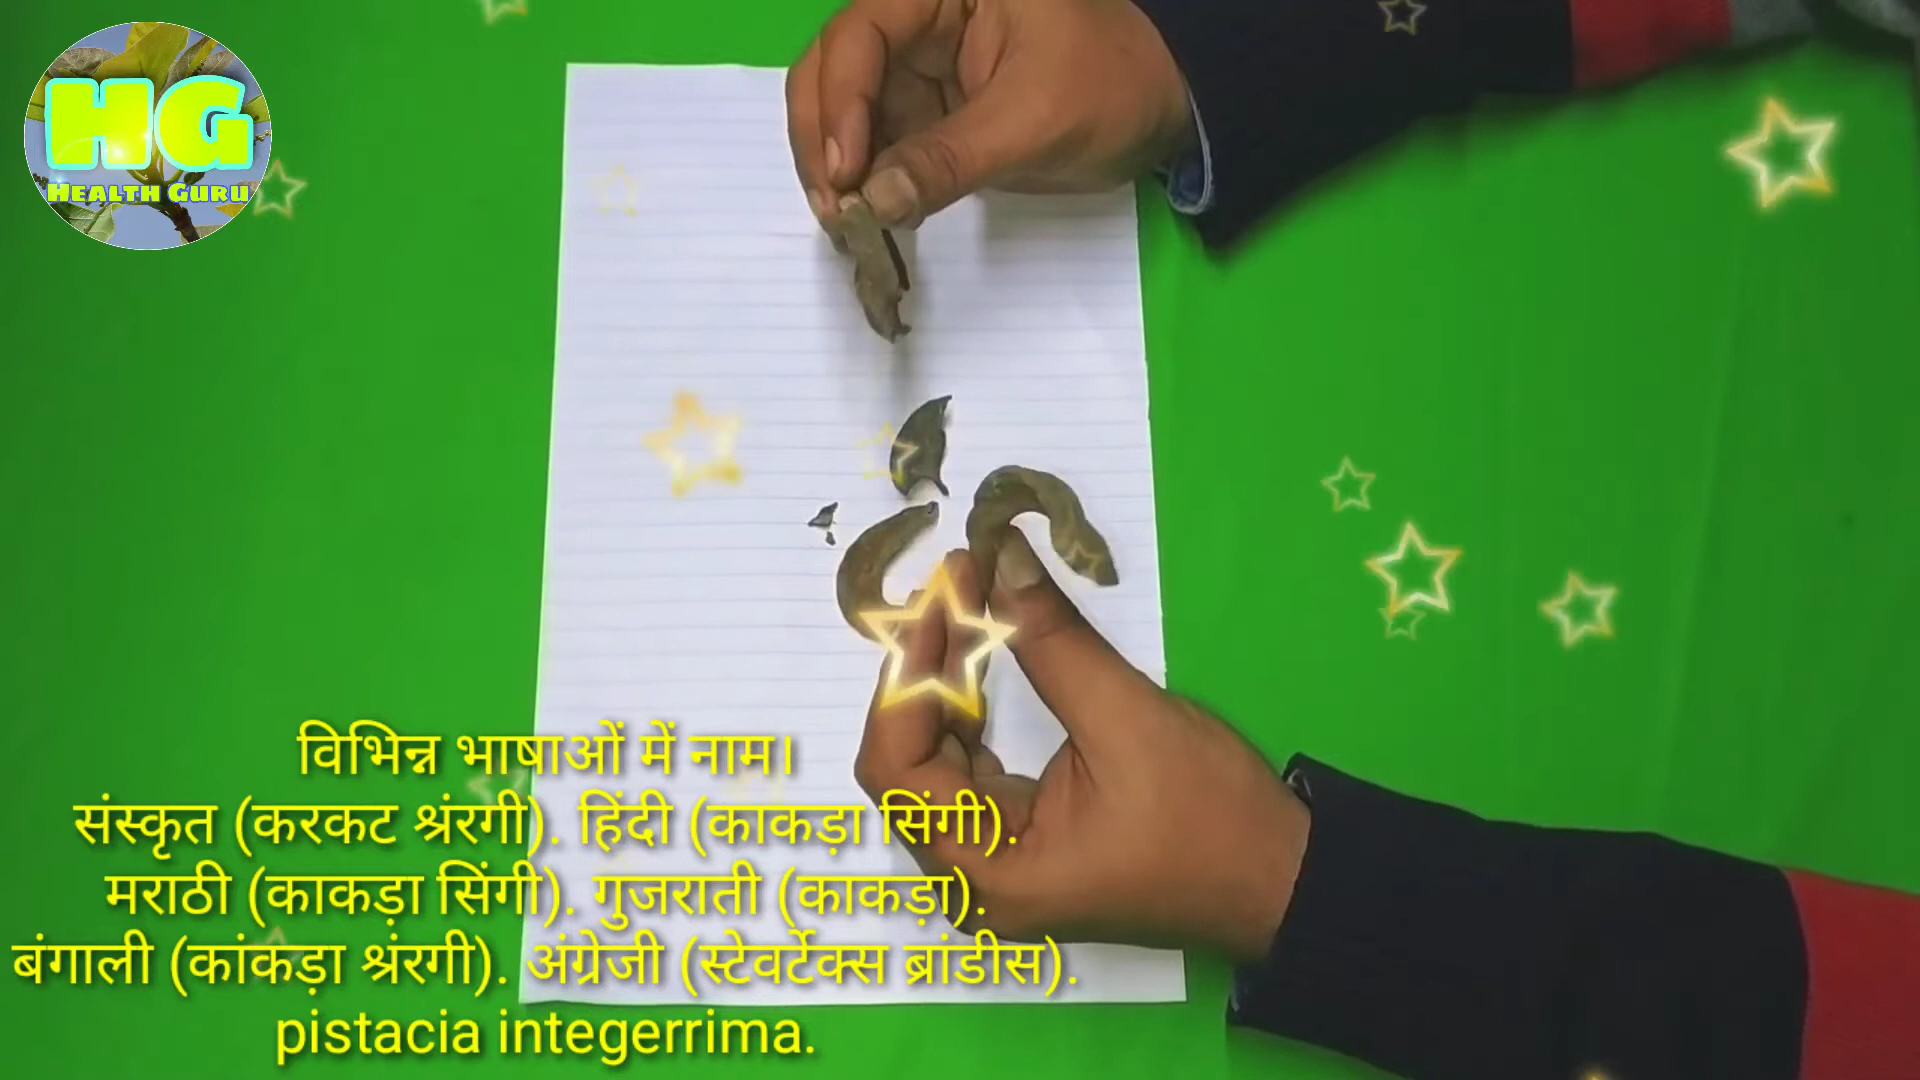 HG
HEALTH GURU
विभिन्न भाषाओं में नाम।
संस्कृत (करकट श्रंरगी). हिंदी (काकड़ा सिंगी).
मराठी (काकड़ा सिंगी). गुजराती (काकड़ा).
बंगाली (कांकड़ा श्रंरगी). अंग्रेजी (स्टेवर्टेक्स ब्रांडीस).
pistacia integerrima.